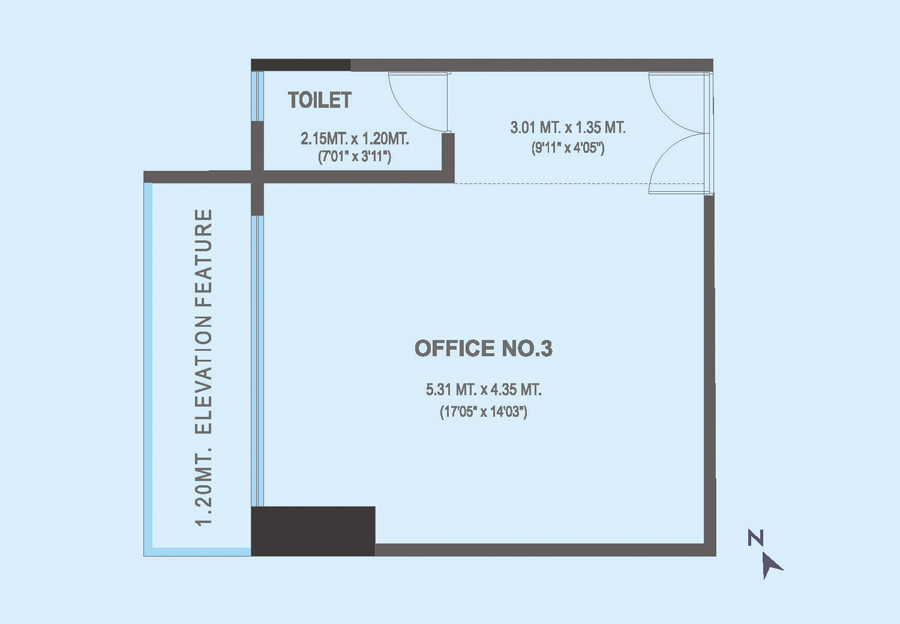 TOILET
2.15MT. x 1.20MT.
(7'01" x 3'11")
3.01 MT. x 1.35 MT.
(9'11" x 4'05")
1.20MT. ELEVATION FEATURE
OFFICE NO.3
5.31 MT. x 4.35 MT.
(17'05" x 14'03")
N